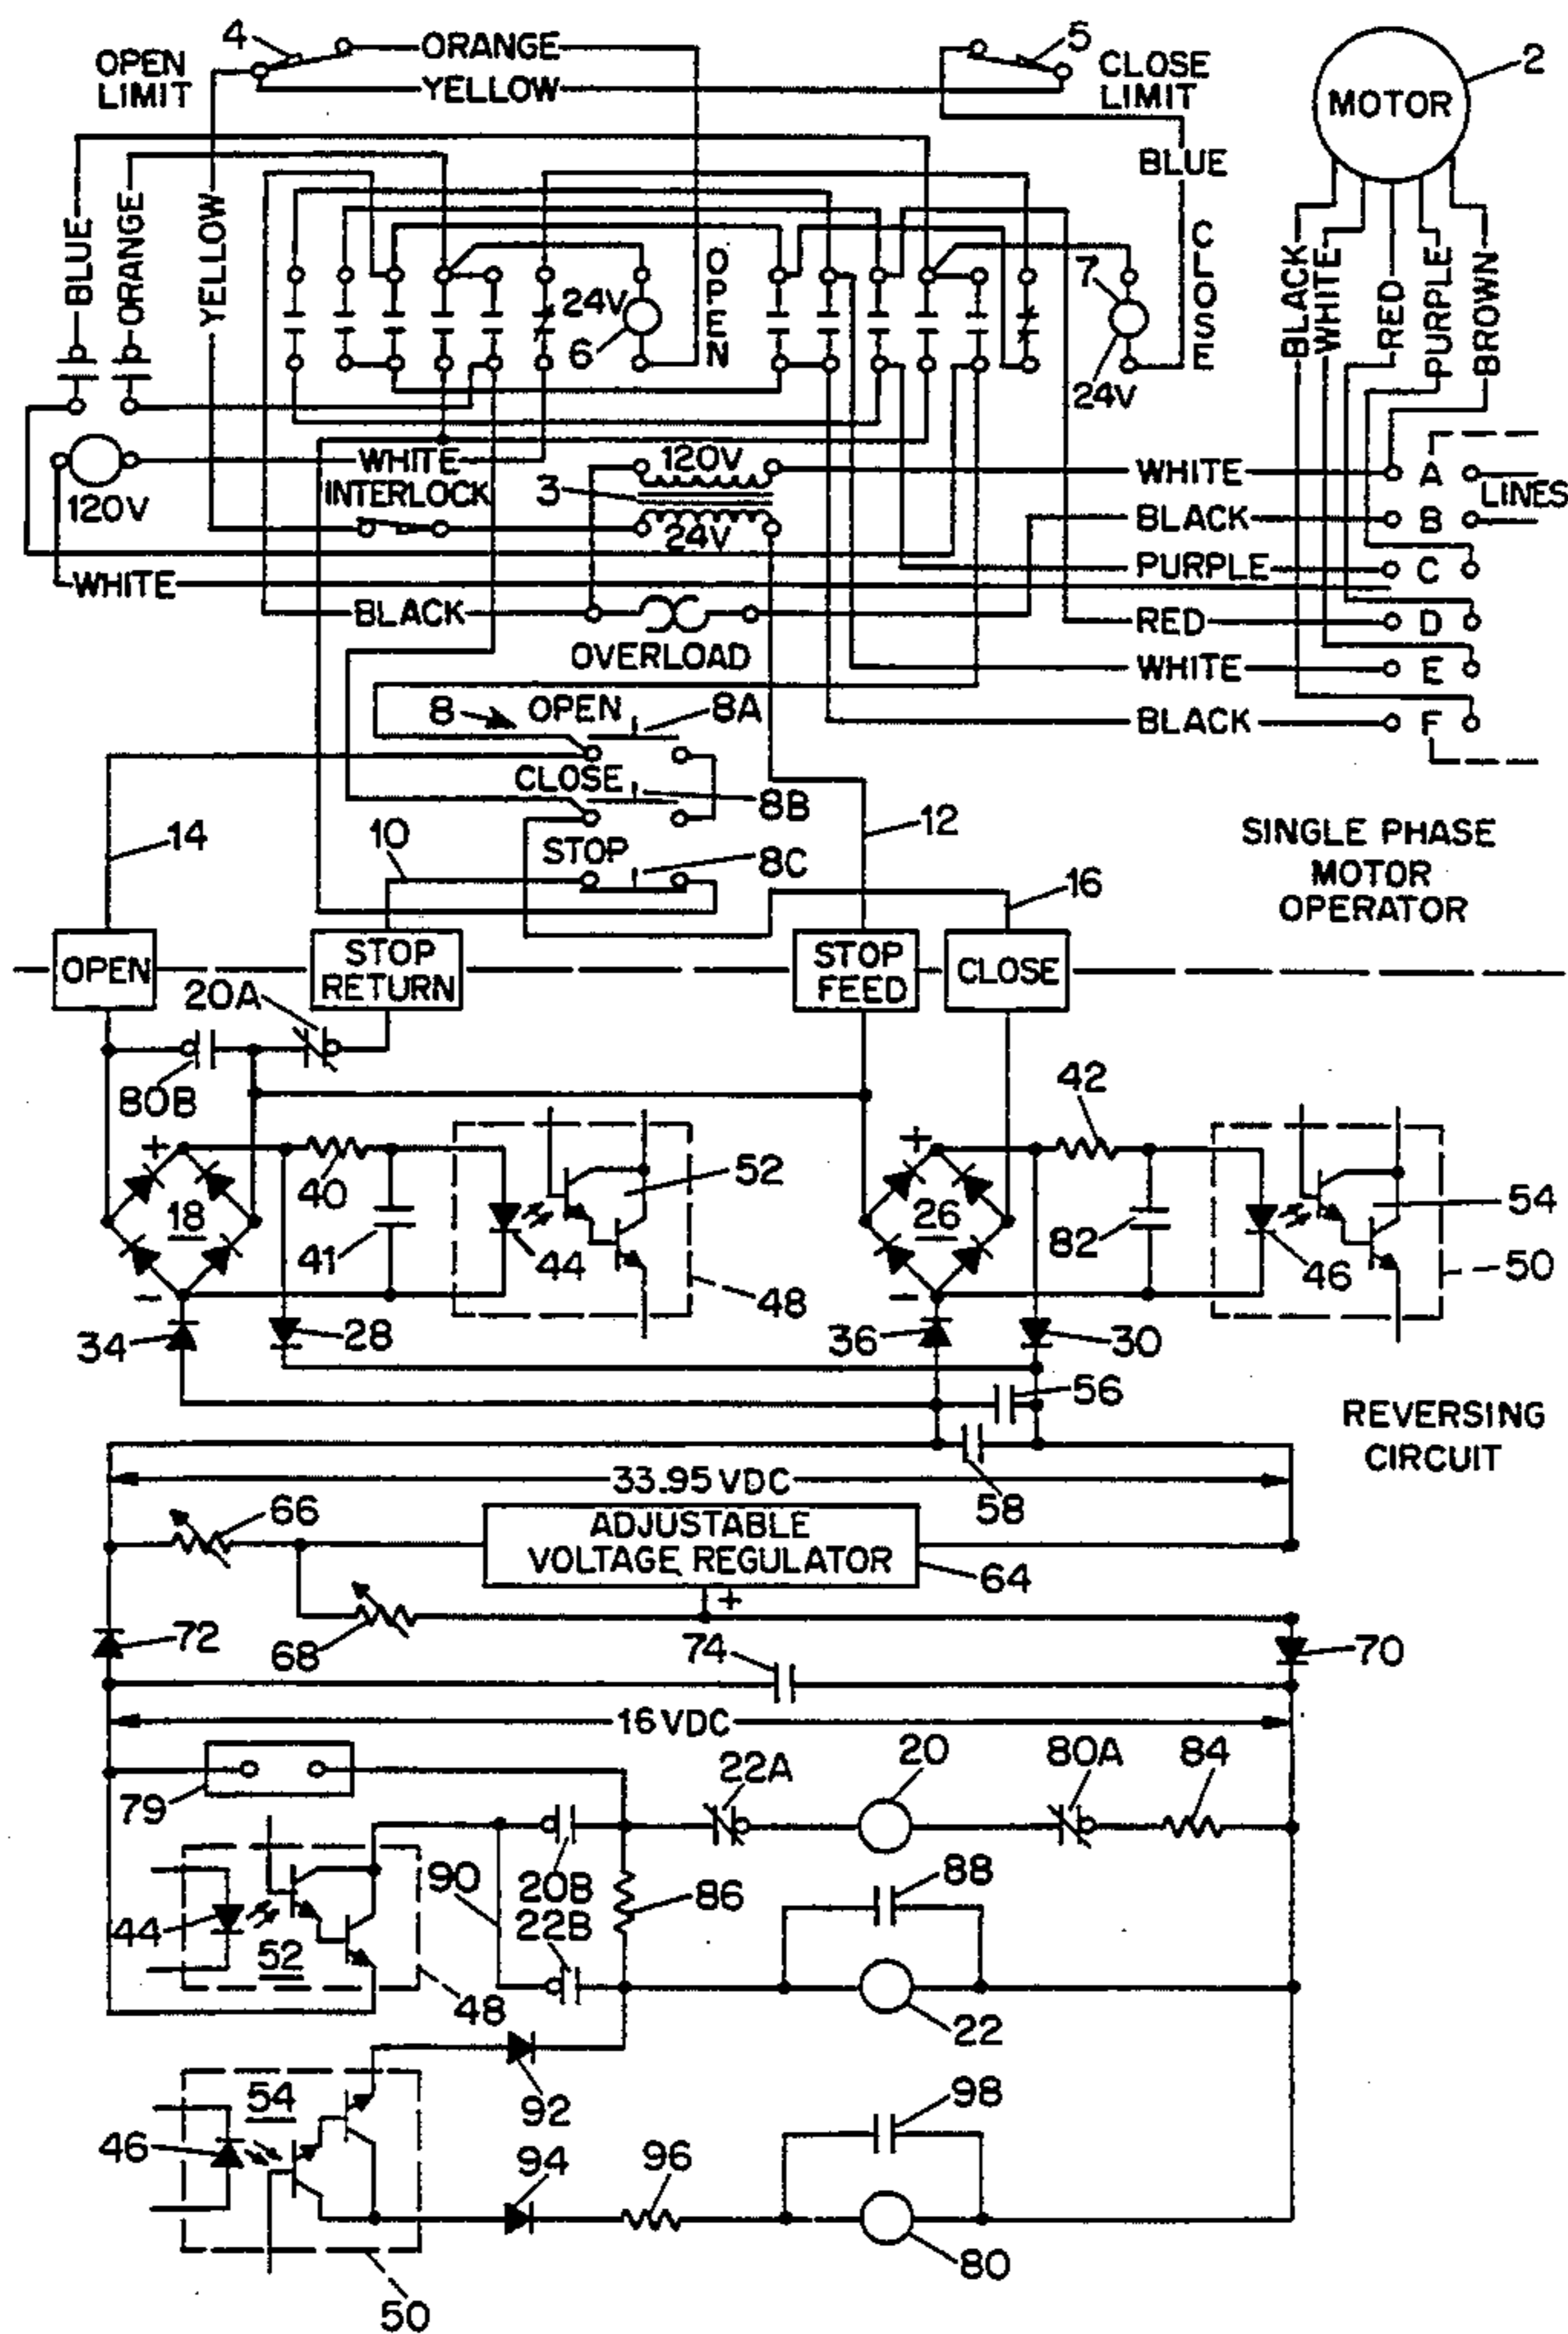 4
ORANGE
5
OPEN
LIMIT
YELLOW
CLOSE
LIMIT
MOTOR
2
BLUE
BLUE
ORANGE
YELLOW
OPEN
CLOSE
24V
6
7
24V
BLACK
WHITE
RED
PURPLE
BROWN
120V
WHITE
INTERLOCK
3
120V
24V
WHITE
A
LINES
BLACK
B
PURPLE
C
WHITE
BLACK
OVERLOAD
RED
D
WHITE
E
BLACK
F
8
OPEN
8A
CLOSE
8B
STOP
8C
14
10
12
16
SINGLE PHASE
MOTOR
OPERATOR
OPEN
STOP
RETURN
STOP
FEED
CLOSE
20A
80B
42
+
40
18
41
44
52
48
-
34
28
+
26
82
46
54
50
-
36
30
56
58
REVERSING
CIRCUIT
33.95 VDC
66
ADJUSTABLE
VOLTAGE REGULATOR
64
+
72
68
74
70
16 VDC
79
22A
20
80A
84
90
20B
22B
86
88
44
52
48
22
92
54
46
98
94
96
80
50